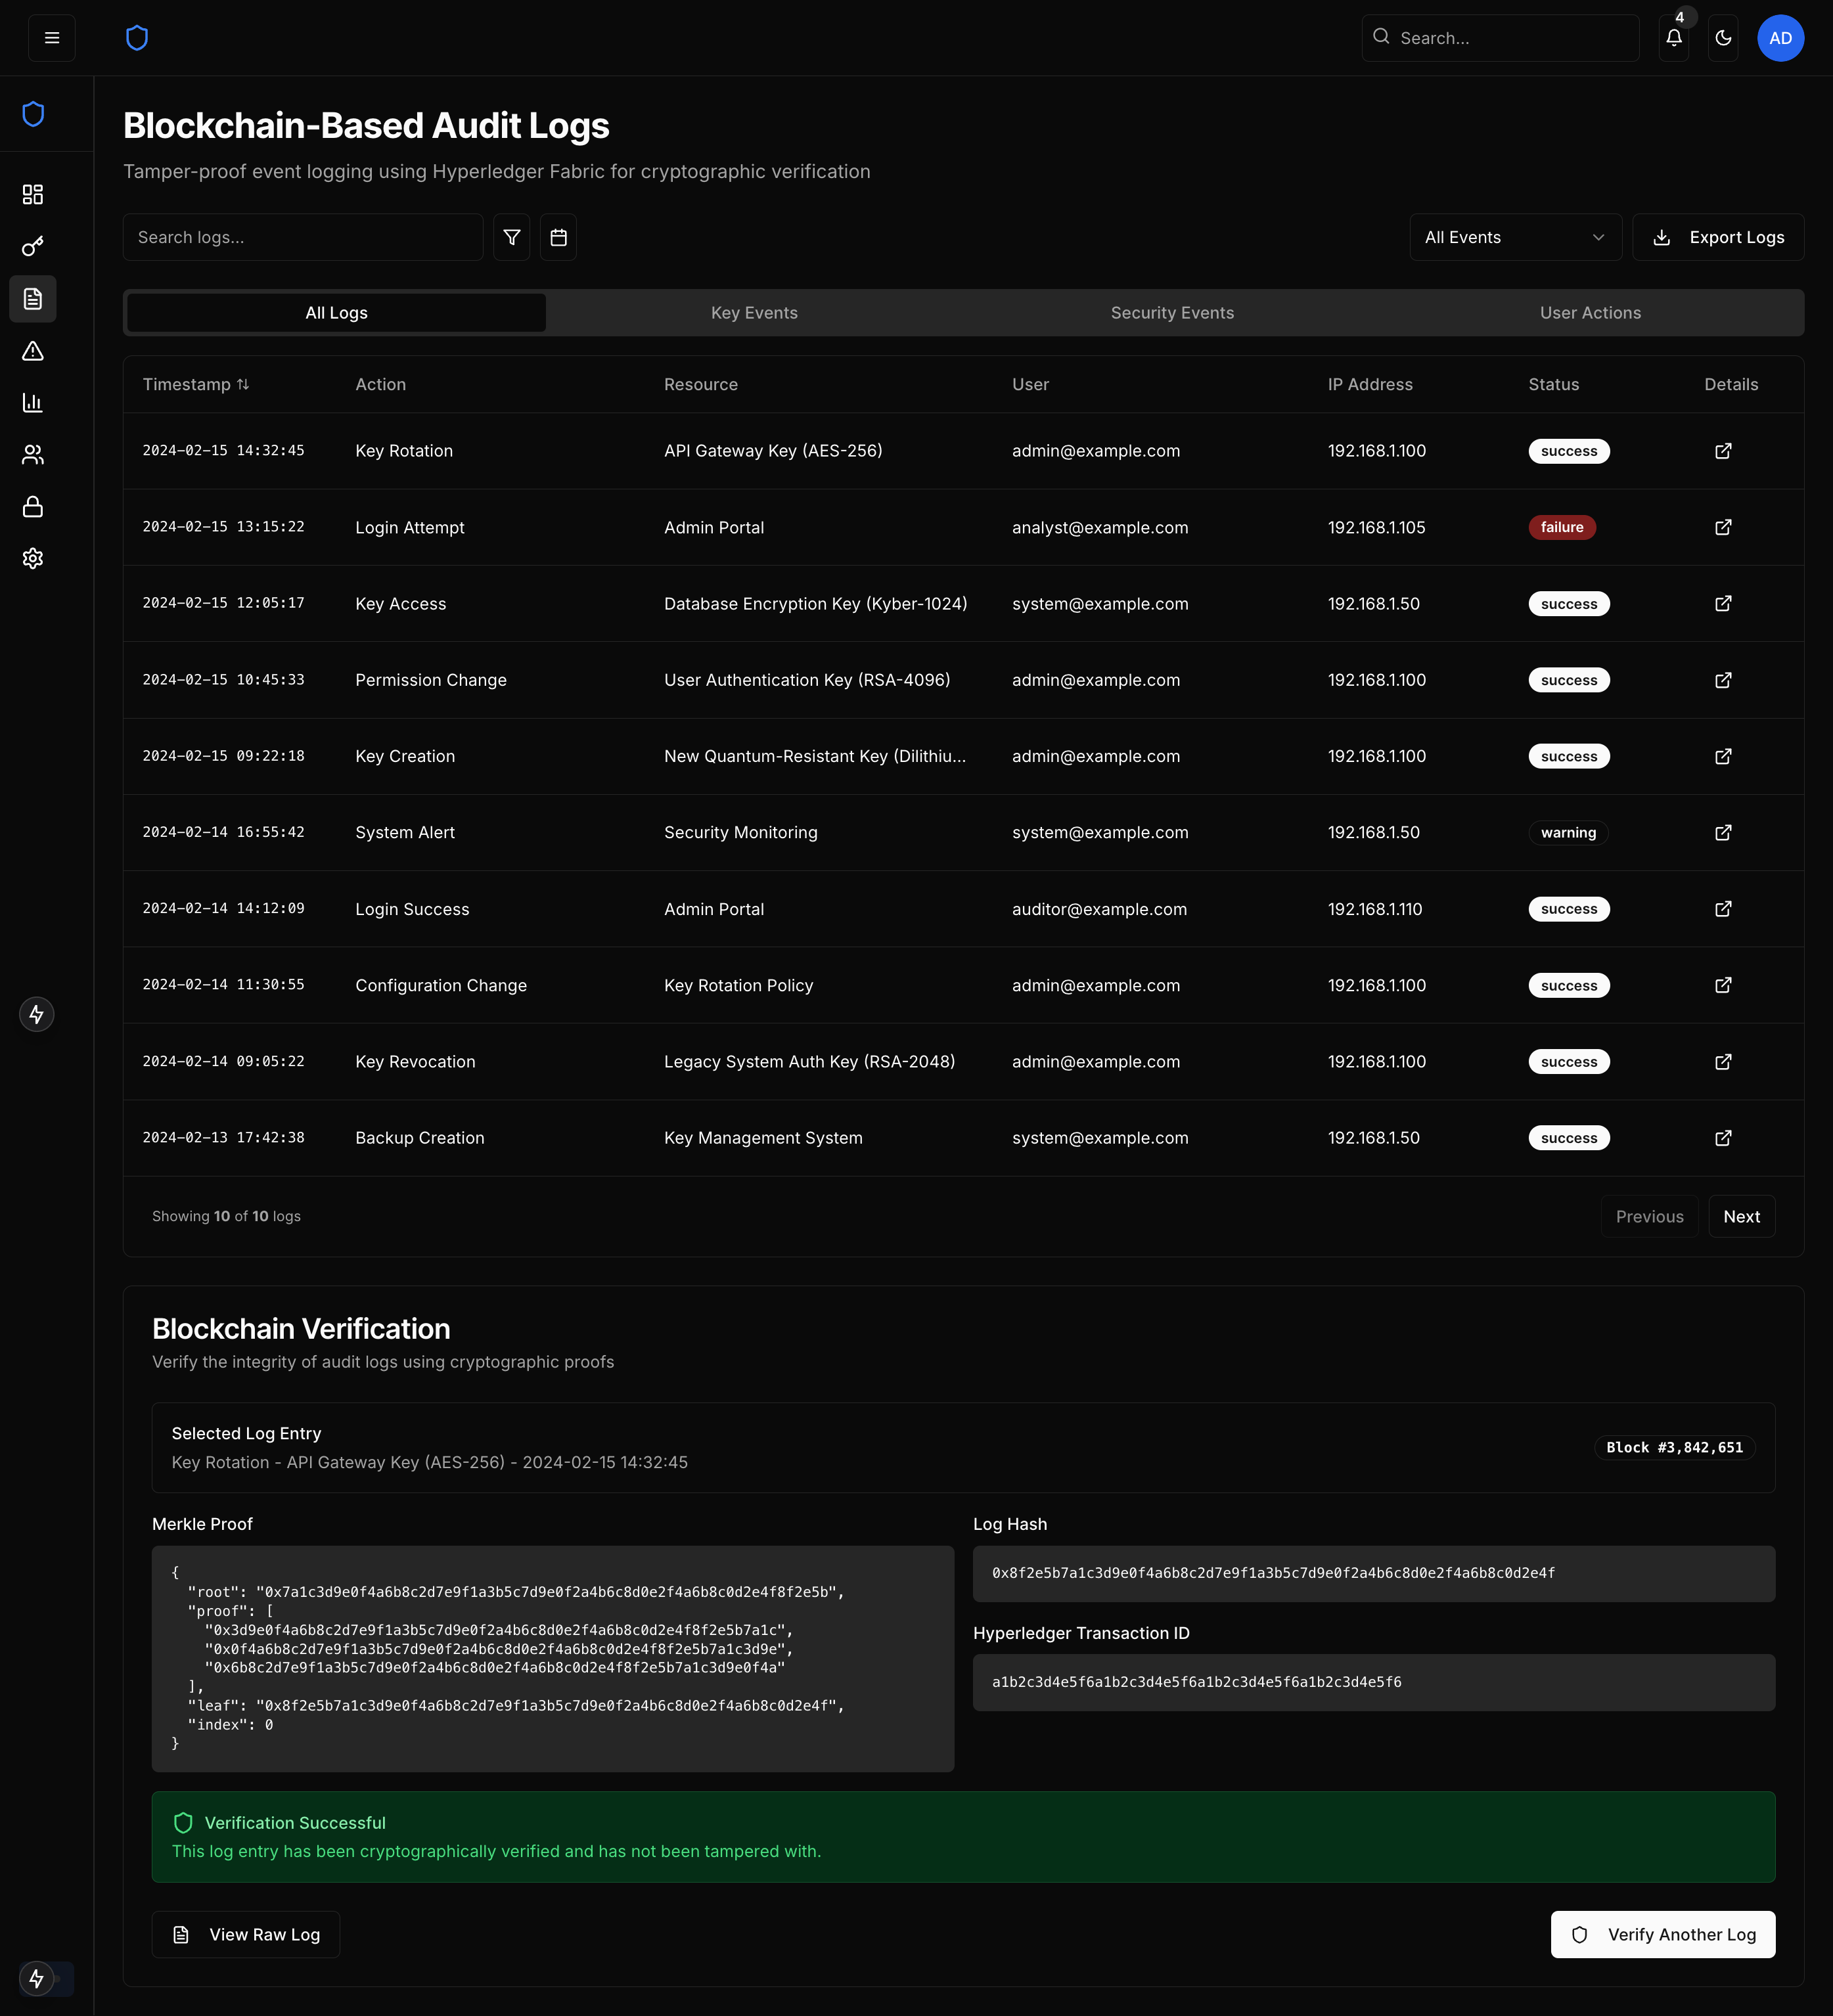 Search...
4
AD
Blockchain-Based Audit Logs
Tamper-proof event logging using Hyperledger Fabric for cryptographic verification
Search logs...
All Events
Export Logs
All Logs Key Events Security Events User Actions
Timestamp Action Resource User IP Address Status Details
2024-02-15 14:32:45 Key Rotation API Gateway Key (AES-256) admin@example.com 192.168.1.100 success
2024-02-15 13:15:22 Login Attempt Admin Portal analyst@example.com 192.168.1.105 failure
2024-02-15 12:05:17 Key Access Database Encryption Key (Kyber-1024) system@example.com 192.168.1.50 success
2024-02-15 10:45:33 Permission Change User Authentication Key (RSA-4096) admin@example.com 192.168.1.100 success
2024-02-15 09:22:18 Key Creation New Quantum-Resistant Key (Dilithiu... admin@example.com 192.168.1.100 success
2024-02-14 16:55:42 System Alert Security Monitoring system@example.com 192.168.1.50 warning
2024-02-14 14:12:09 Login Success Admin Portal auditor@example.com 192.168.1.110 success
2024-02-14 11:30:55 Configuration Change Key Rotation Policy admin@example.com 192.168.1.100 success
2024-02-14 09:05:22 Key Revocation Legacy System Auth Key (RSA-2048) admin@example.com 192.168.1.100 success
2024-02-13 17:42:38 Backup Creation Key Management System system@example.com 192.168.1.50 success
Showing 10 of 10 logs
Previous Next
Blockchain Verification
Verify the integrity of audit logs using cryptographic proofs
Selected Log Entry
Key Rotation - API Gateway Key (AES-256) - 2024-02-15 14:32:45
Block #3,842,651
Merkle Proof
{
"root": "0x7a1c3d9e0f4a6b8c2d7e9f1a3b5c7d9e0f2a4b6c8d0e2f4a6b8c0d2e4f8f2e5b",
"proof": [
"0x3d9e0f4a6b8c2d7e9f1a3b5c7d9e0f2a4b6c8d0e2f4a6b8c0d2e4f8f2e5b7a1c",
"0x0f4a6b8c2d7e9f1a3b5c7d9e0f2a4b6c8d0e2f4a6b8c0d2e4f8f2e5b7a1c3d9e",
"0x6b8c2d7e9f1a3b5c7d9e0f2a4b6c8d0e2f4a6b8c0d2e4f8f2e5b7a1c3d9e0f4a"
],
"leaf": "0x8f2e5b7a1c3d9e0f4a6b8c2d7e9f1a3b5c7d9e0f2a4b6c8d0e2f4a6b8c0d2e4f",
"index": 0
}
Log Hash
0x8f2e5b7a1c3d9e0f4a6b8c2d7e9f1a3b5c7d9e0f2a4b6c8d0e2f4a6b8c0d2e4f
Hyperledger Transaction ID
a1b2c3d4e5f6a1b2c3d4e5f6a1b2c3d4e5f6a1b2c3d4e5f6
Verification Successful
This log entry has been cryptographically verified and has not been tampered with.
View Raw Log
Verify Another Log